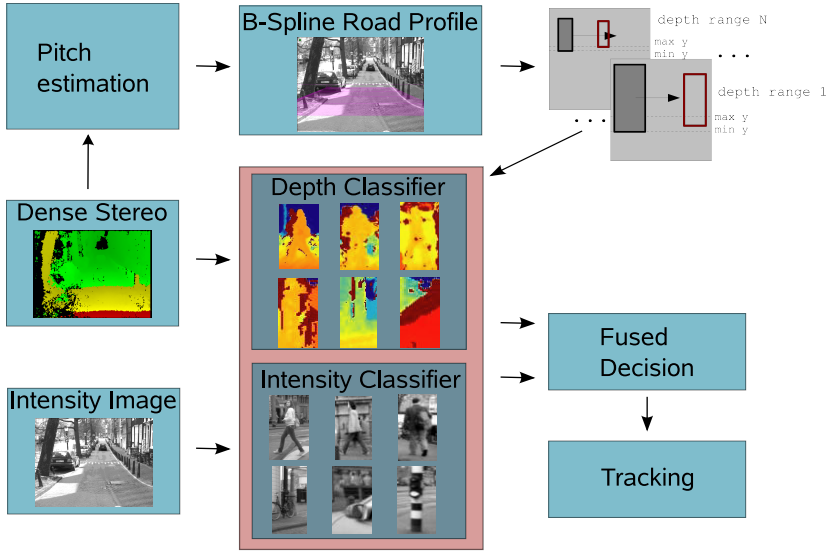 Pitch
estimation
B-Spline Road Profile
depth range N
max y
min y
. . .
depth range 1
. . .
max y
min y
Dense Stereo
Depth Classifier
Intensity Image
Intensity Classifier
Fused
Decision
Tracking